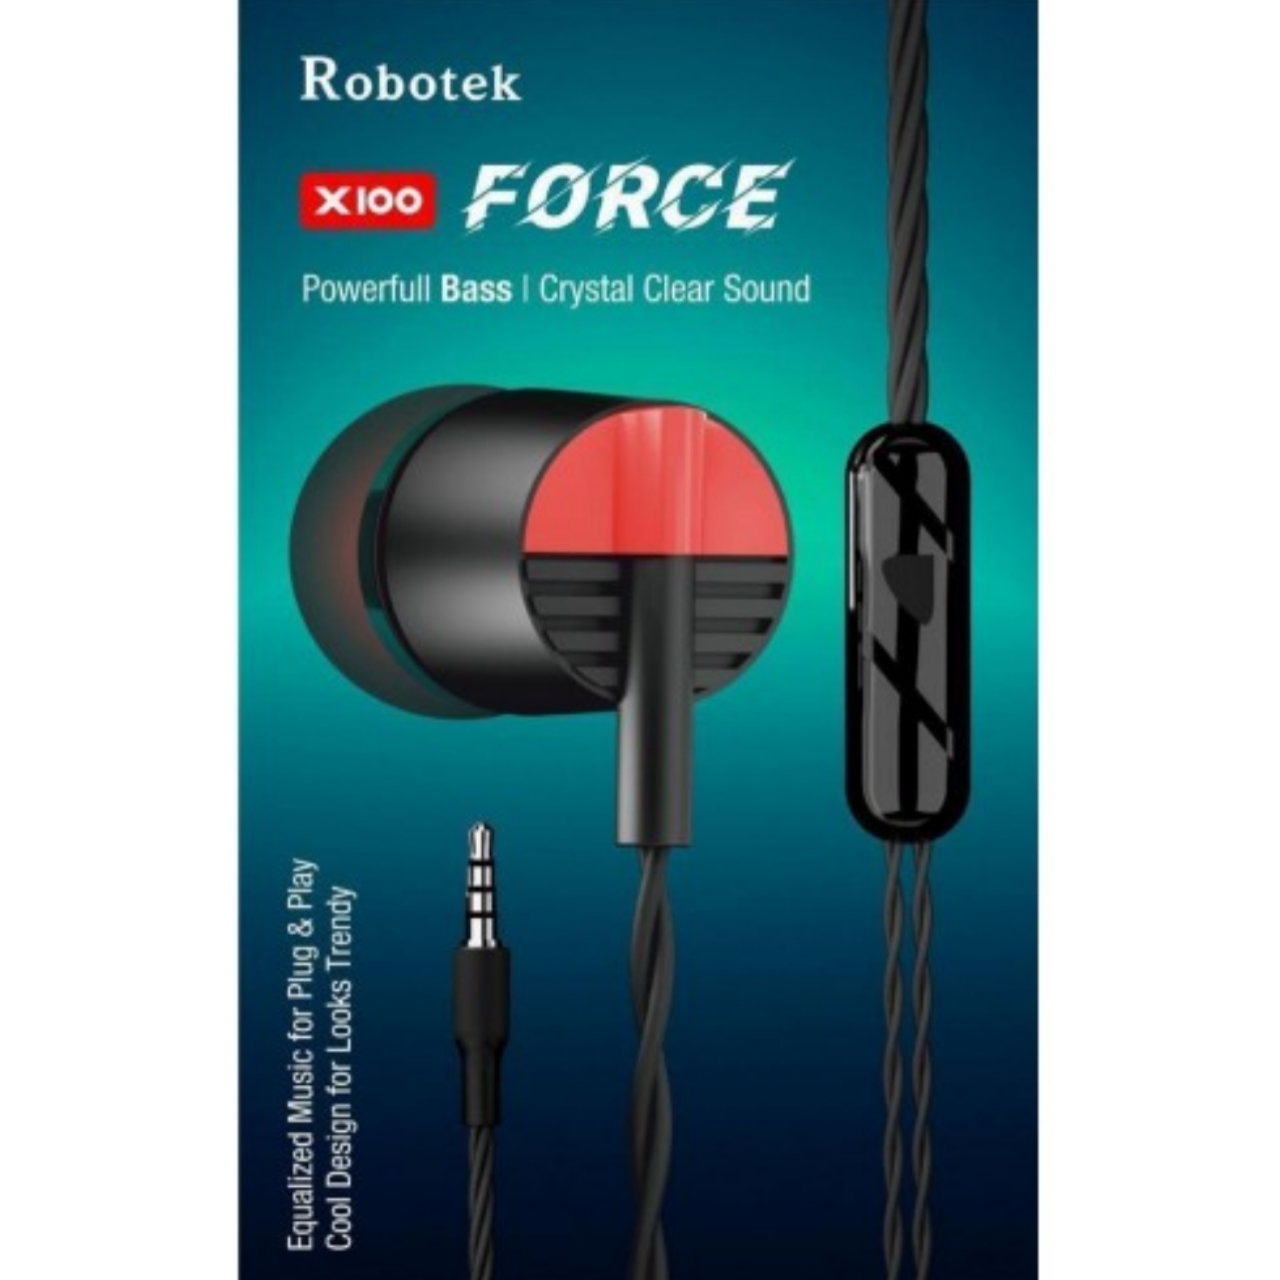 Robotek
X100 FORCE
Powerfull Bass | Crystal Clear Sound
Equalized Music for Plug & Play
Cool Design for Looks Trendy